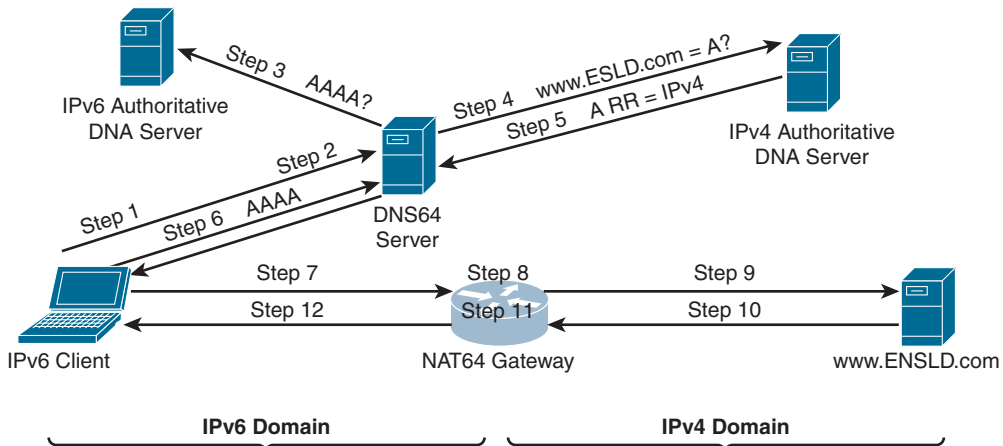 Step 3 AAAA?
Step 4 www.ESLD.com = A?
Step 5 A RR = IPv4
IPv6 Authoritative
DNA Server
IPv4 Authoritative
DNA Server
Step 1 Step 2
Step 6 AAAA
DNS64
Server
Step 7
Step 8
Step 9
Step 12
Step 11
Step 10
IPv6 Client
NAT64 Gateway
www.ENSLD.com
IPv6 Domain
IPv4 Domain